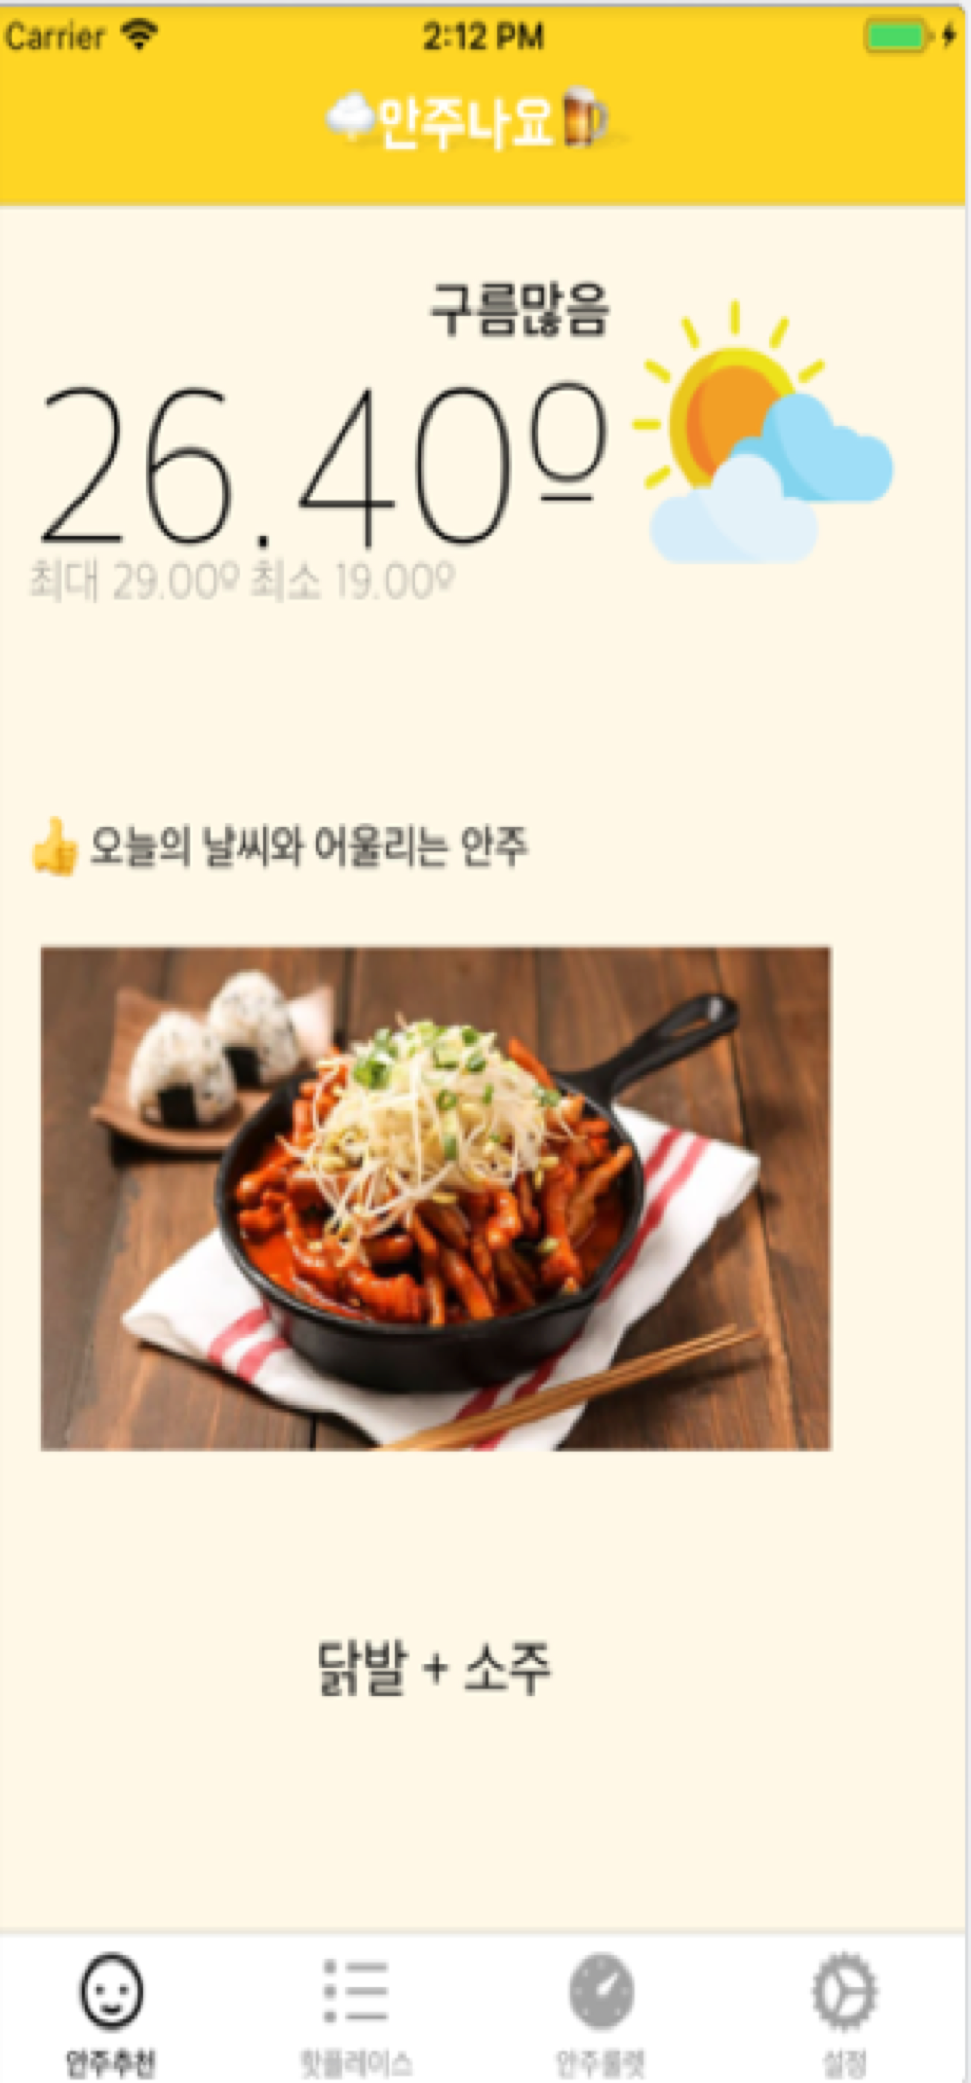 Carrier 2:12 PM
안주나요
구름많음
26.40º
최대 29.00º 최소 19.00º
오늘의 날씨와 어울리는 안주
닭발 + 소주
안주추천 핫플레이스 안주룰렛 설정